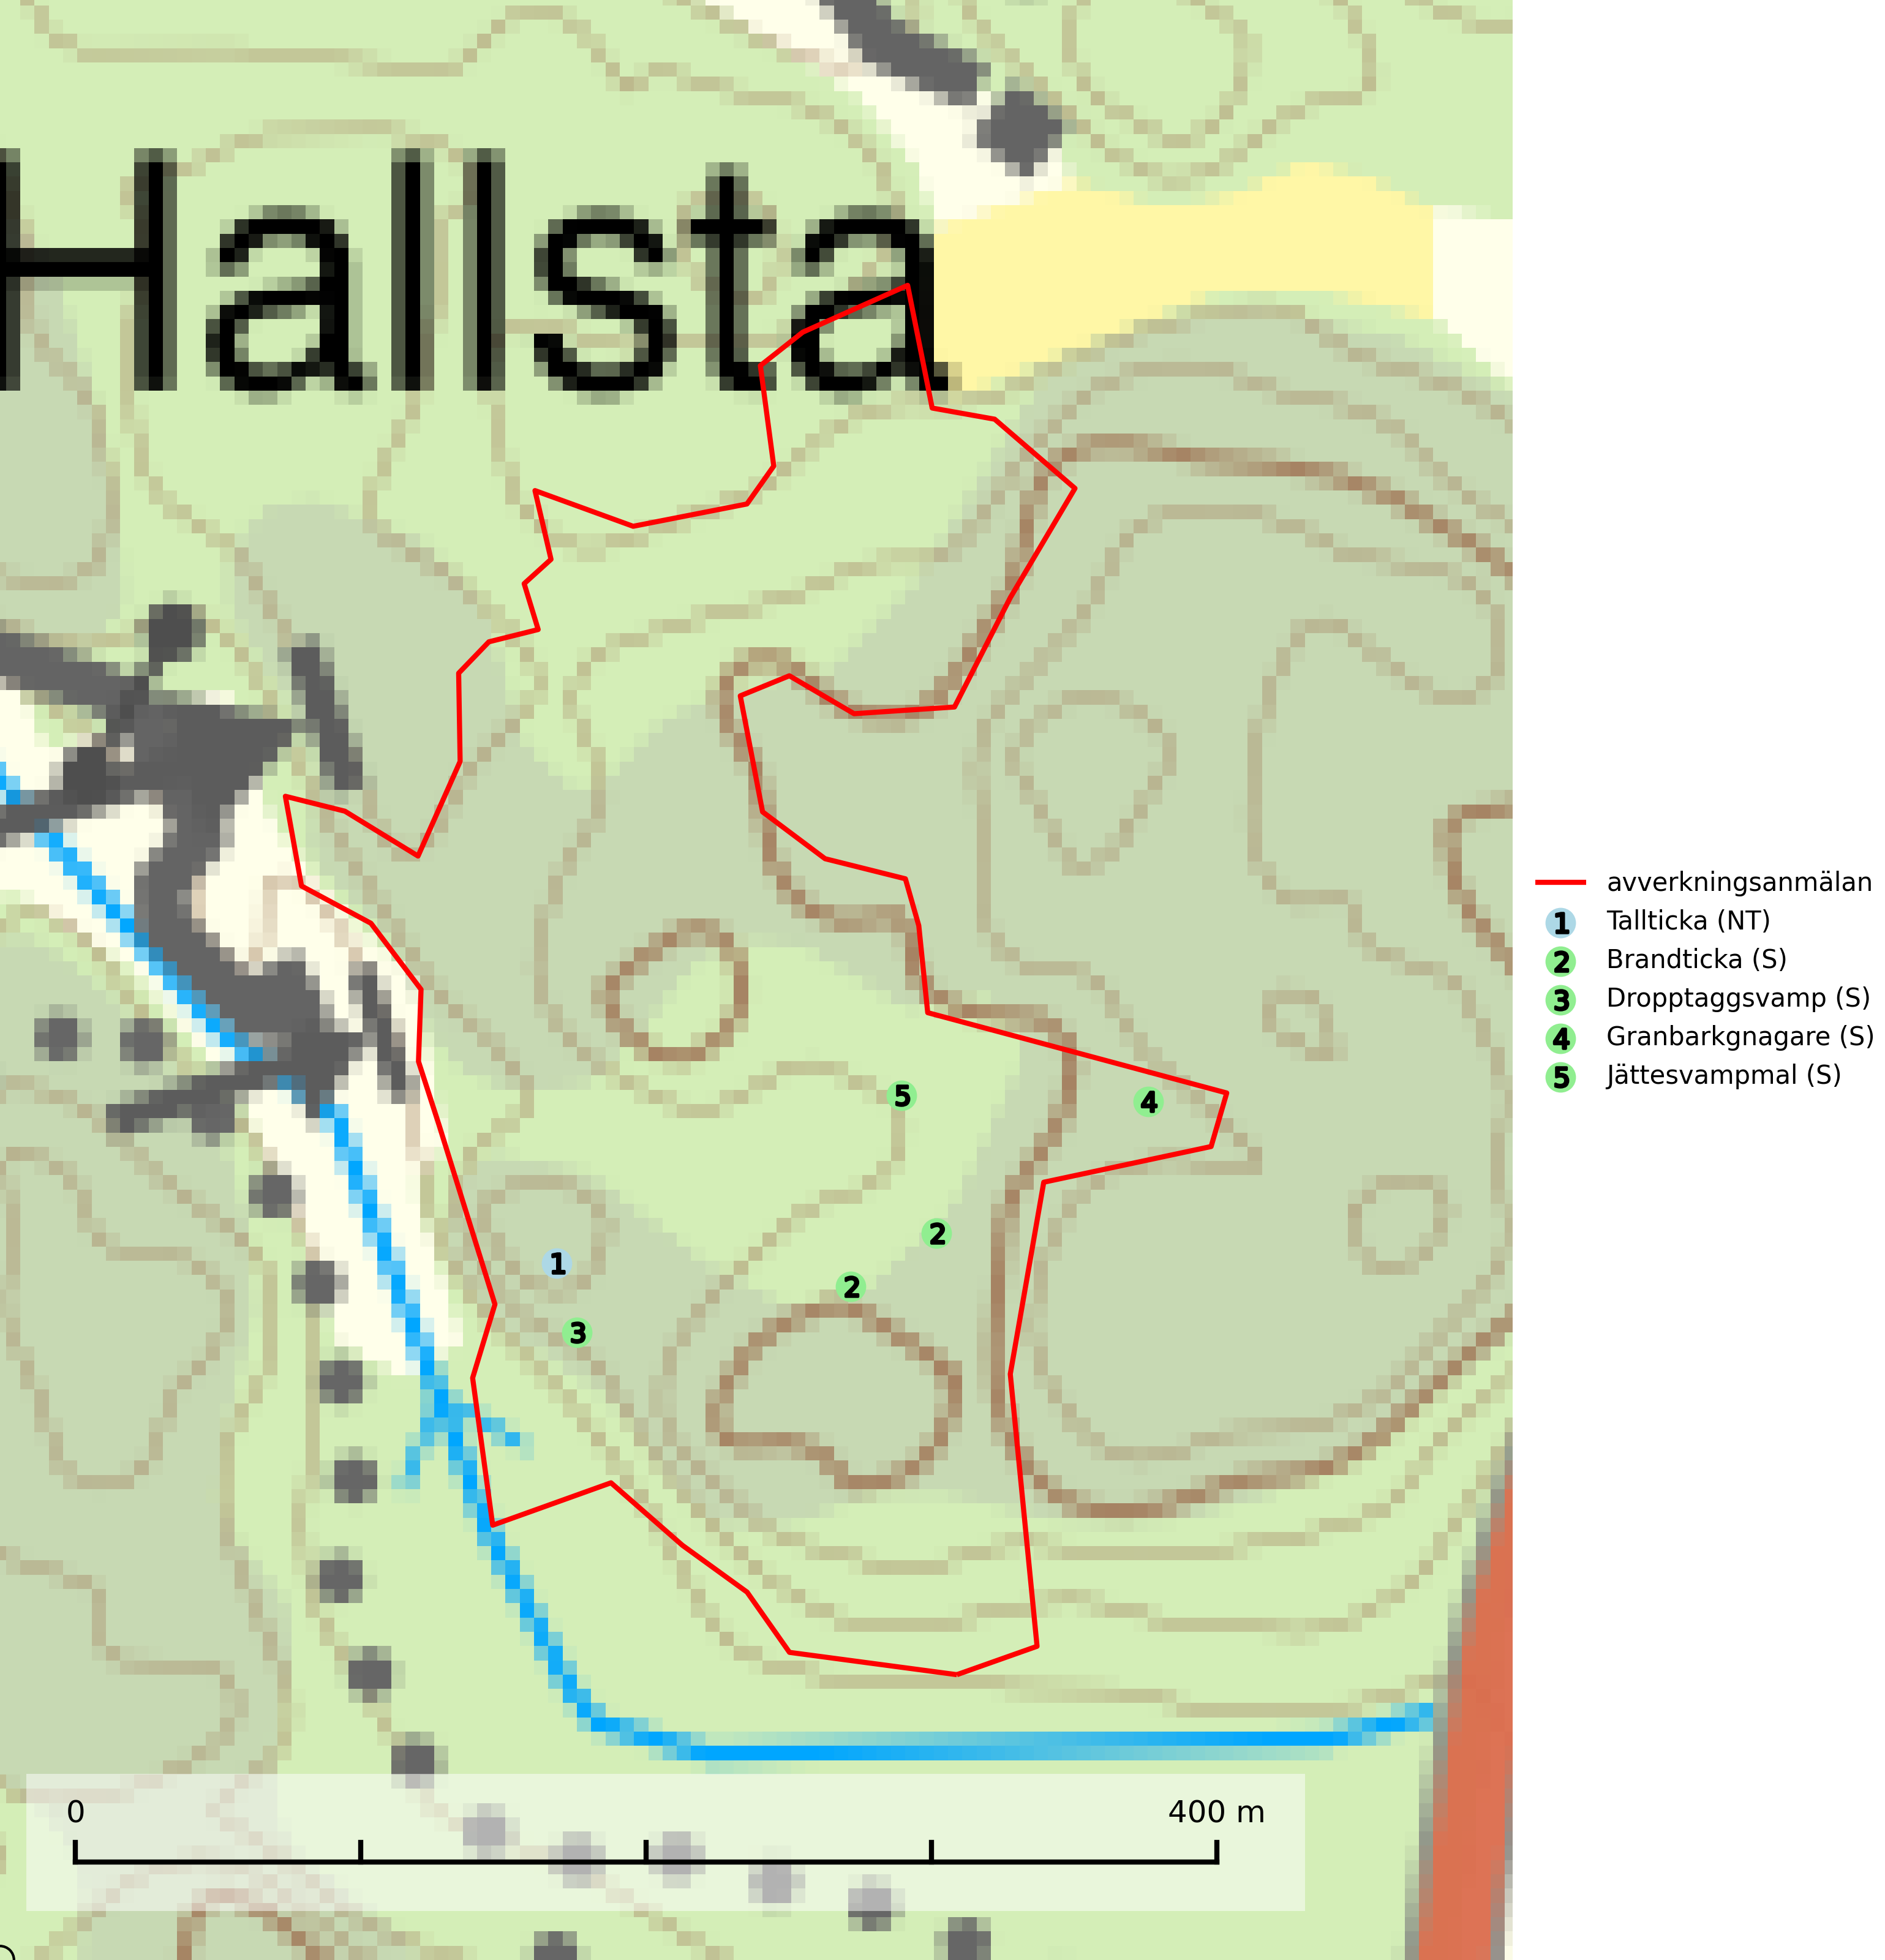 Hallsta
avverkningsanmälan
1 Tallticka (NT)
2 Brandticka (S)
3 Dropptaggsvamp (S)
4 Granbarkgnagare (S)
5 Jättesvampmal (S)
5
4
2
1
2
3
0 400 m